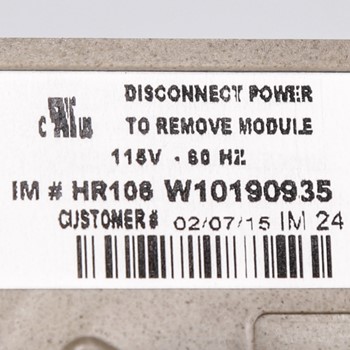 DISCONNECT POWER
TO REMOVE MODULE
115V - 60 HZ
IM # HR106 W10190935
CUSTOMER# 02/07/15 IM 24